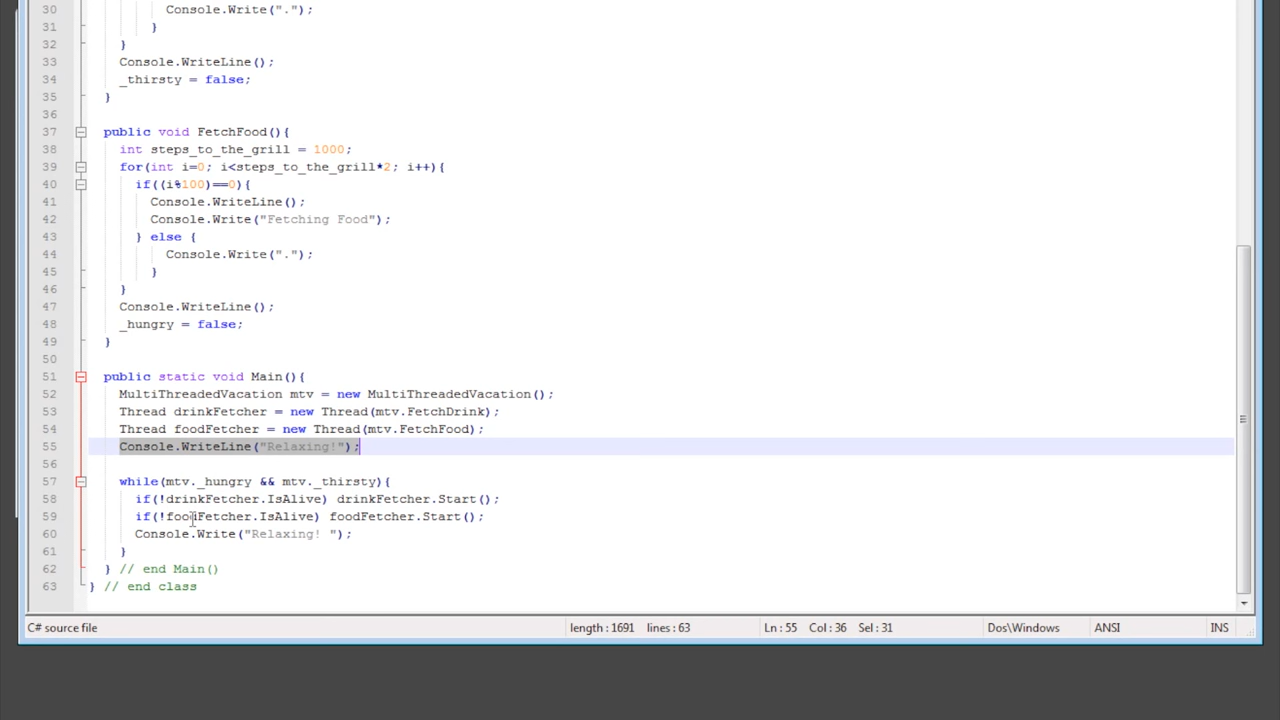 30 Console.Write(".");
31 }
32 }
33 Console.WriteLine();
34 _thirsty = false;
35 }
36
37 public void FetchFood(){
38 int steps_to_the_grill = 1000;
39 for(int i=0; i<steps_to_the_grill*2; i++){
40 if((i%100)==0){
41 Console.WriteLine();
42 Console.Write("Fetching Food");
43 } else {
44 Console.Write(".");
45 }
46 }
47 Console.WriteLine();
48 _hungry = false;
49 }
50
51 public static void Main(){
52 MultiThreadedVacation mtv = new MultiThreadedVacation();
53 Thread drinkFetcher = new Thread(mtv.FetchDrink);
54 Thread foodFetcher = new Thread(mtv.FetchFood);
55 Console.WriteLine("Relaxing!");
56
57 while(mtv._hungry && mtv._thirsty){
58 if(!drinkFetcher.IsAlive) drinkFetcher.Start();
59 if(!foodFetcher.IsAlive) foodFetcher.Start();
60 Console.Write("Relaxing! ");
61 }
62 } // end Main()
63 } // end class
C# source file length : 1691 lines : 63 Ln : 55 Col : 36 Sel : 31 Dos\Windows ANSI INS